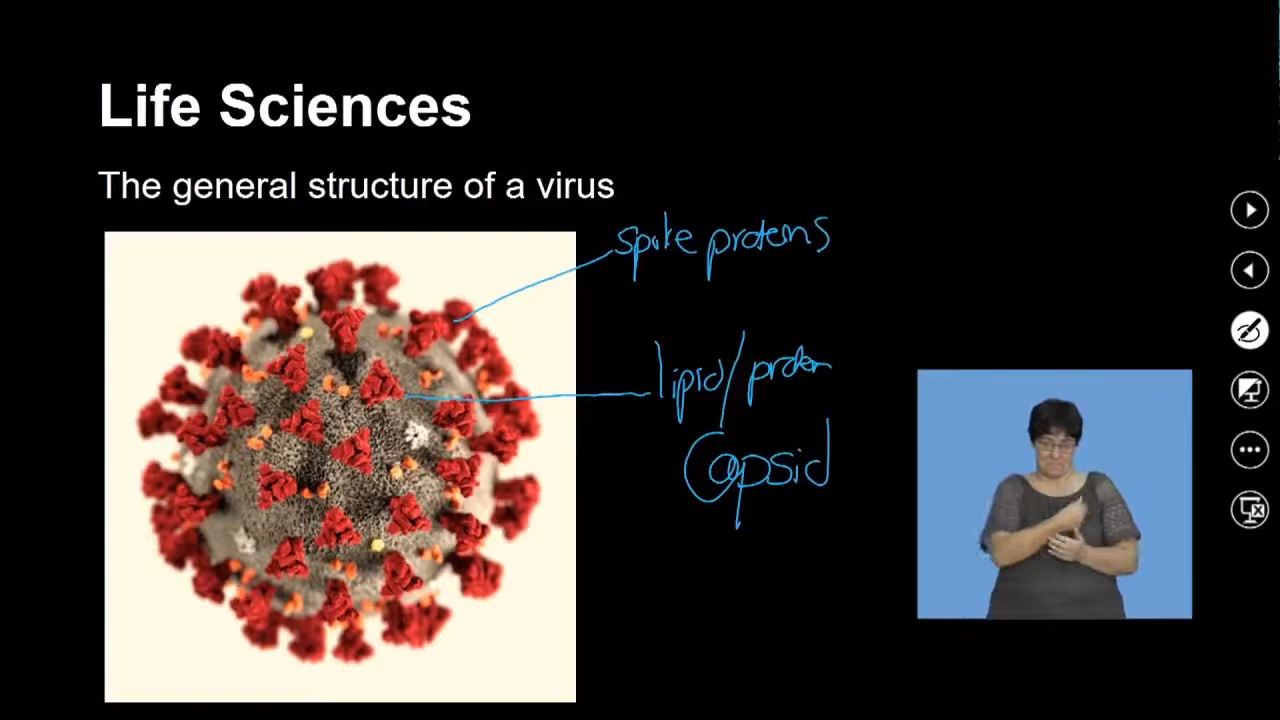 Life Sciences
The general structure of a virus
spike proteins
lipid/protein
Capsid